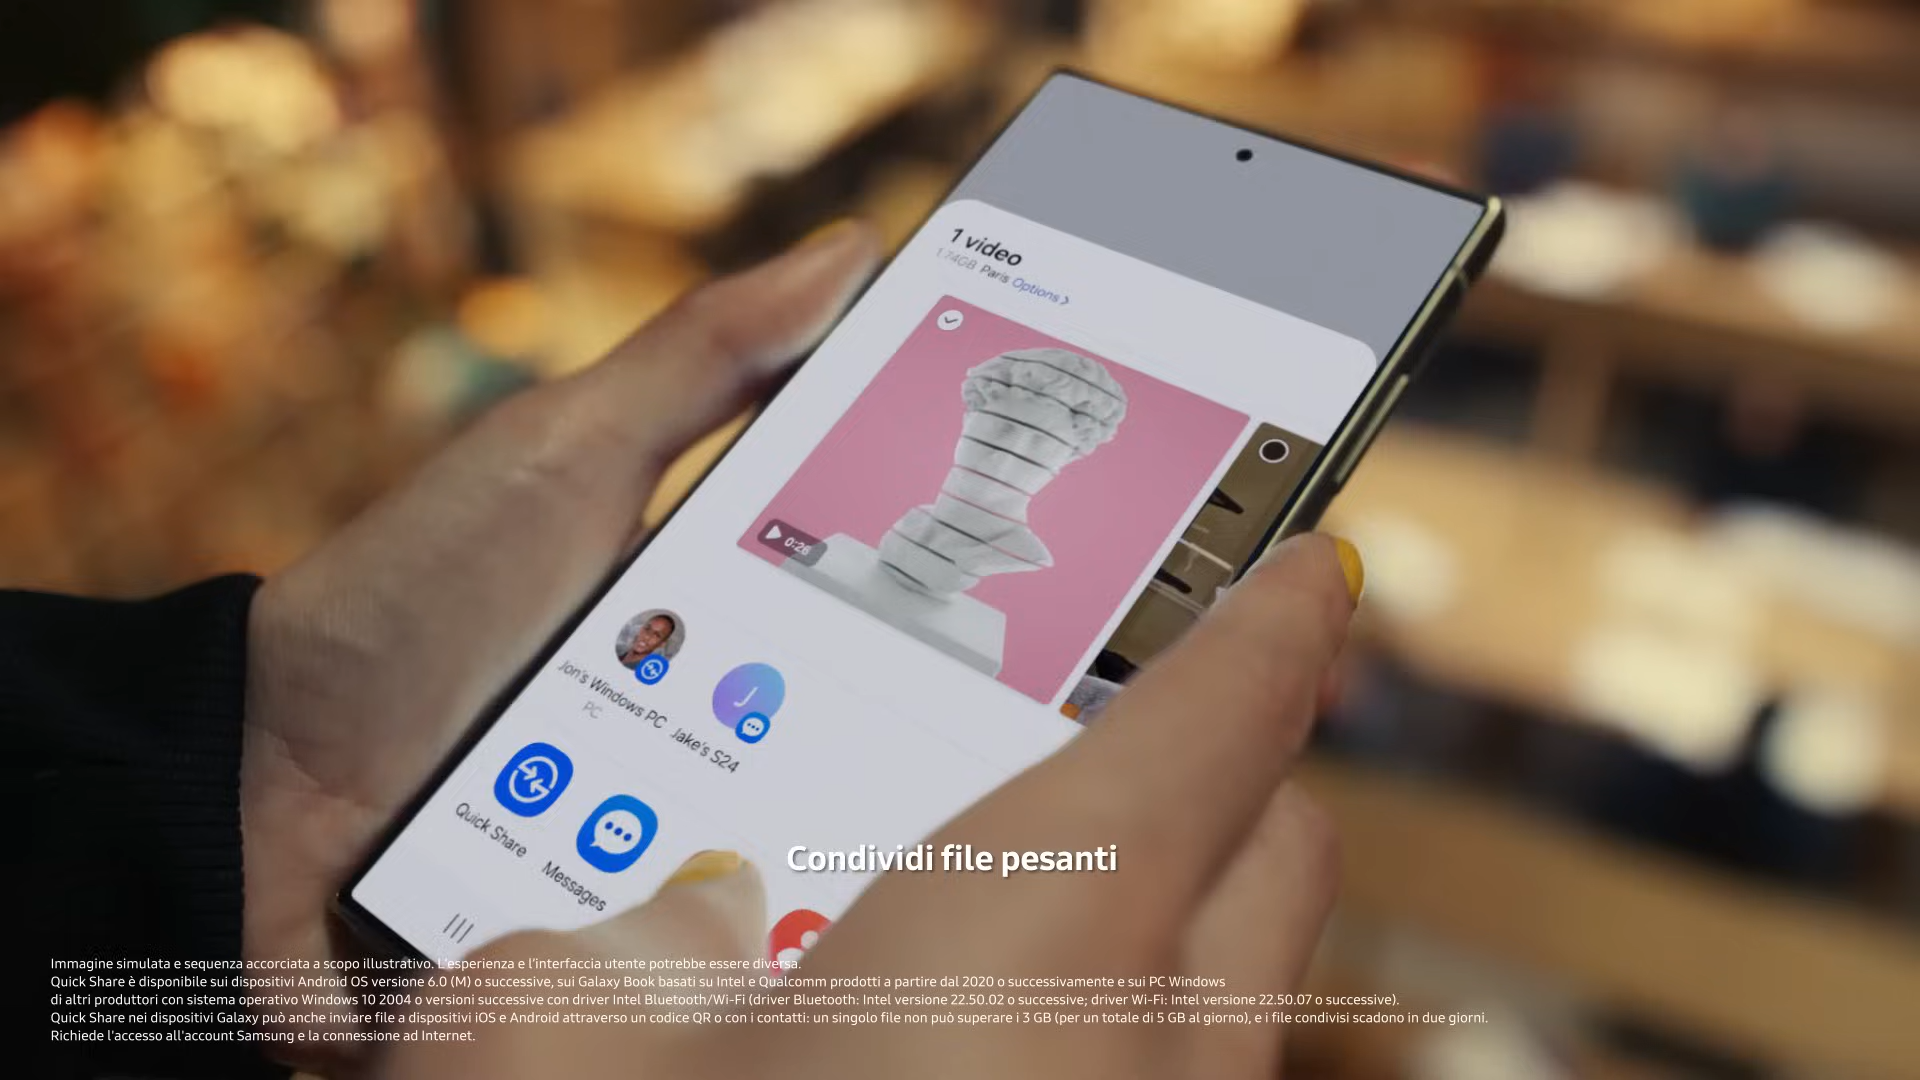 1 video
1.74GB Paris Options >
0:26
Jon's Windows PC
PC
Jake's S24
J
Quick Share
Messages
Condividi file pesanti
Immagine simulata e sequenza accorciata a scopo illustrativo. L'esperienza e l'interfaccia utente potrebbe essere diversa.
Quick Share è disponibile sui dispositivi Android OS versione 6.0 (M) o successive, sui Galaxy Book basati su Intel e Qualcomm prodotti a partire dal 2020 o successivamente e sui PC Windows
di altri produttori con sistema operativo Windows 10 2004 o versioni successive con driver Intel Bluetooth/Wi-Fi (driver Bluetooth: Intel versione 22.50.02 o successive; driver Wi-Fi: Intel versione 22.50.07 o successive).
Quick Share nei dispositivi Galaxy può anche inviare file a dispositivi iOS e Android attraverso un codice QR o con i contatti: un singolo file non può superare i 3 GB (per un totale di 5 GB al giorno), e i file condivisi scadono in due giorni.
Richiede l'accesso all'account Samsung e la connessione ad Internet.